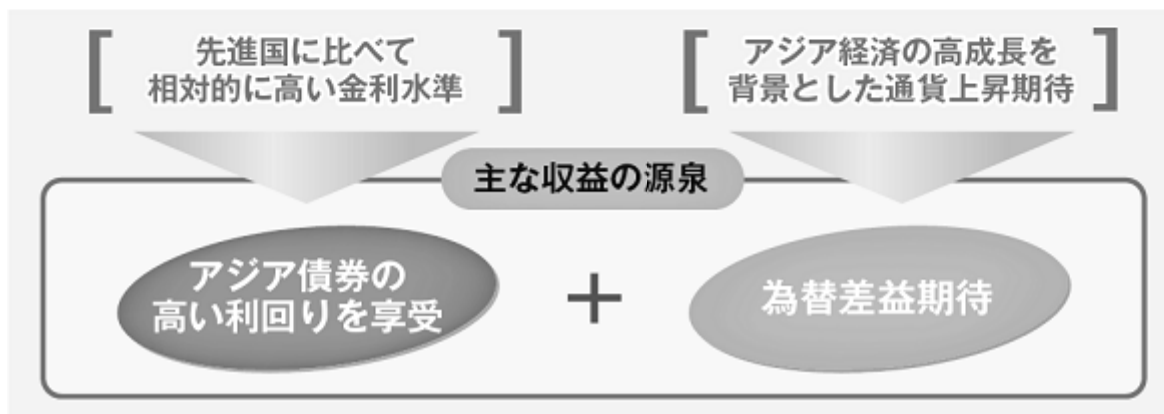 先進国に比べて
相対的に高い金利水準
アジア経済の高成長を
背景とした通貨上昇期待
主な収益の源泉
アジア債券の
高い利回りを享受
+
為替差益期待